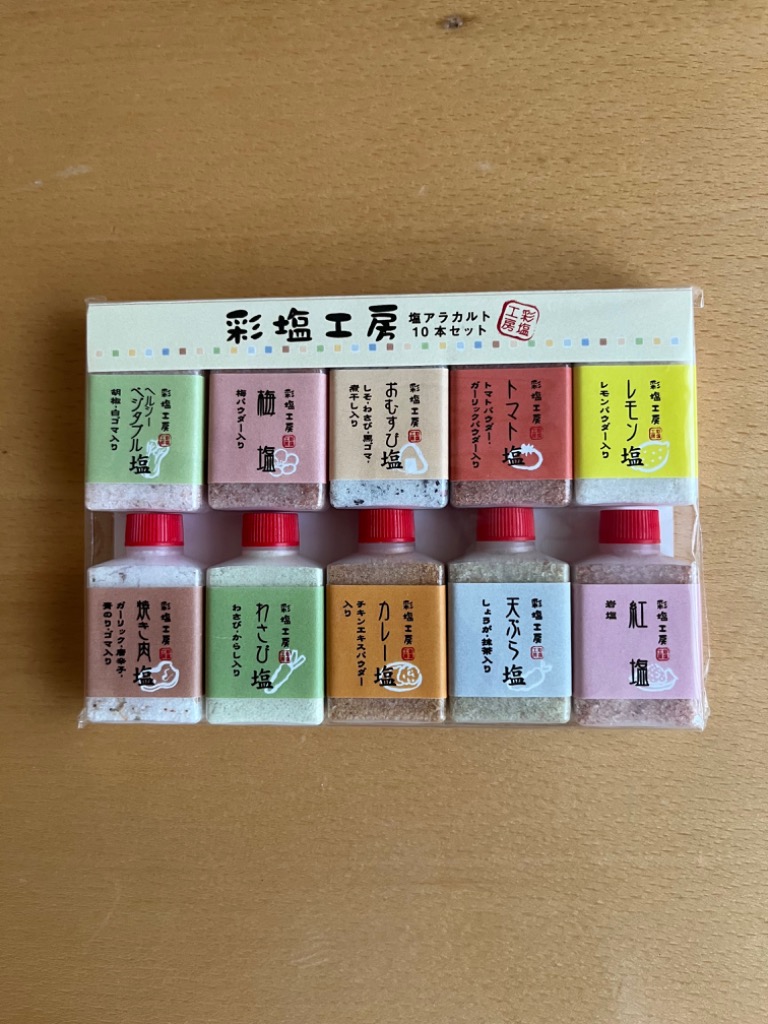 彩塩工房
塩アラカルト
10本セット
彩塩
工房
彩塩工房
ヘルシー
ベジタブル塩
胡椒・白ゴマ入り
彩塩工房
梅塩
梅パウダー入り
彩塩工房
おむすび塩
しそ・わさび・黒ゴマ・
煮干し入り
彩塩工房
トマト塩
トマトパウダー・
ガーリックパウダー入り
彩塩工房
レモン塩
レモンパウダー入り
彩塩工房
焼き肉塩
ガーリック・唐辛子・
青のり・ゴマ入り
彩塩工房
わさび塩
わさび・からし入り
彩塩工房
カレー塩
チキンエキスパウダー
入り
彩塩工房
天ぷら塩
しょうが・抹茶入り
彩塩工房
紅塩
岩塩